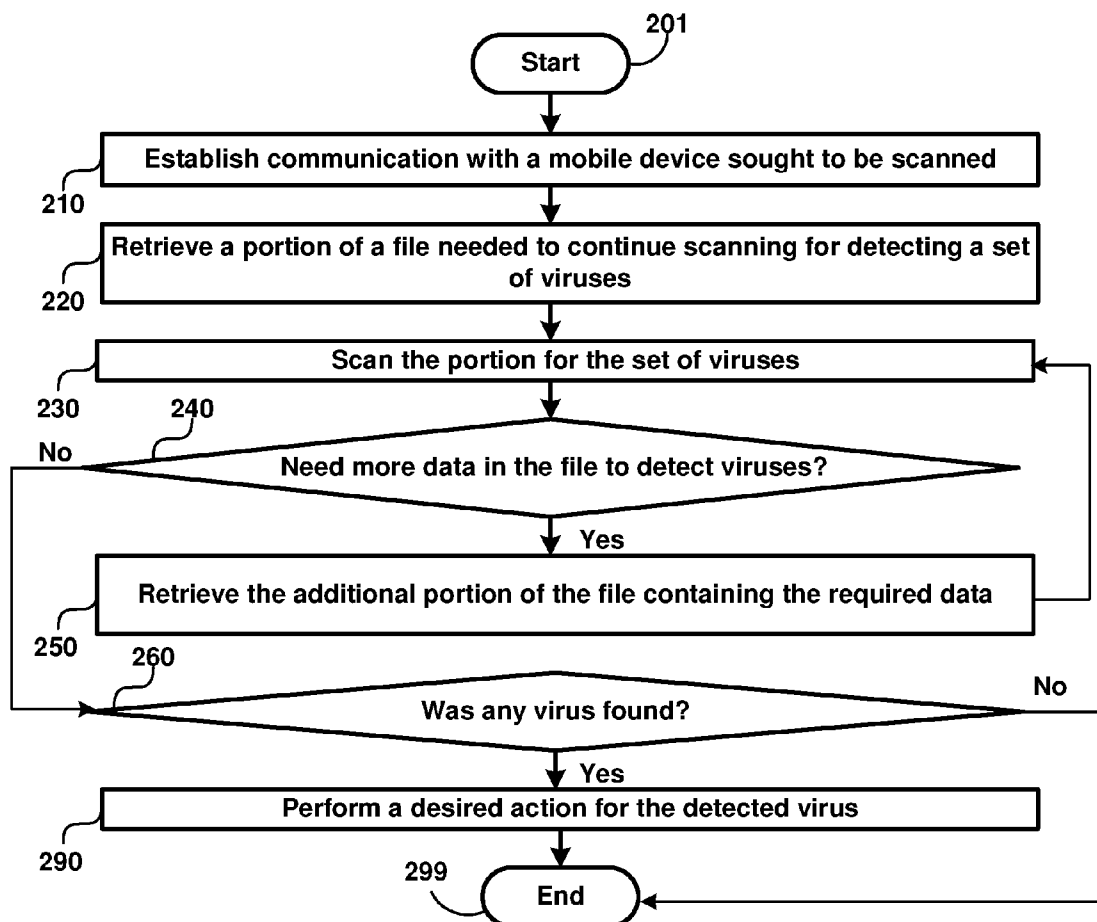 201
Start
Establish communication with a mobile device sought to be scanned
210
Retrieve a portion of a file needed to continue scanning for detecting a set
of viruses
220
Scan the portion for the set of viruses
230
240
No
Need more data in the file to detect viruses?
Yes
Retrieve the additional portion of the file containing the required data
250
260
No
Was any virus found?
Yes
Perform a desired action for the detected virus
290
299
End